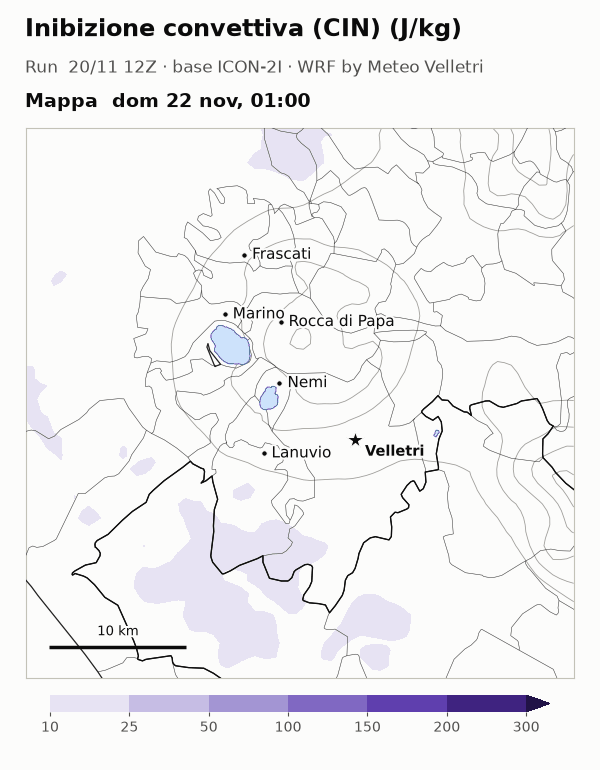 Inibizione convettiva (CIN) (J/kg)
Run  20/11 12Z · base ICON-2I · WRF by Meteo Velletri
Mappa  dom 22 nov, 01:00
Frascati
Marino
Rocca di Papa
Nemi
Velletri
Lanuvio
10 km
10 25 50 100 150 200 300